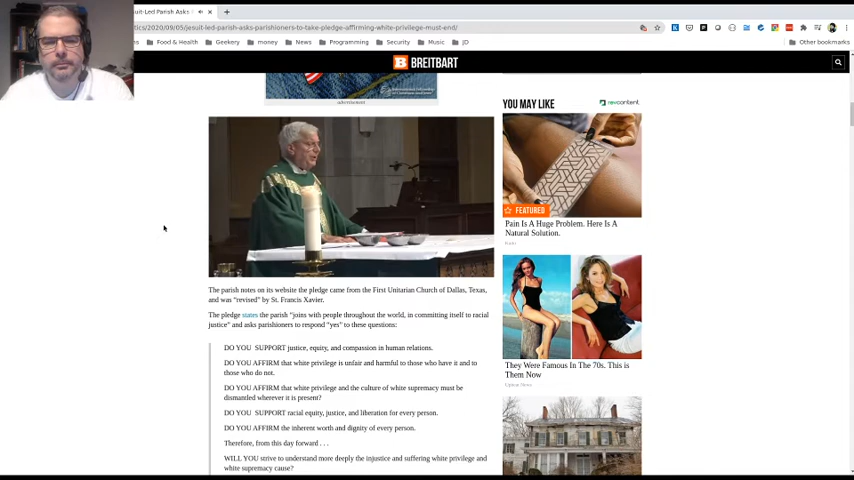 suit-Led Parish Asks
tics/2020/09/05/jesuit-led-parish-asks-parishioners-to-take-pledge-affirming-white-privilege-must-end/
Food & Health
Geekery
money
News
Programming
Security
Music
JD
Other bookmarks
B BREITBART
advertisement
YOU MAY LIKE
revcontent
FEATURED
Pain Is A Huge Problem. Here Is A
Natural Solution.
They Were Famous In The 70s. This is
Them Now
The parish notes on its website the pledge came from the First Unitarian Church of Dallas, Texas,
and was "revised" by St. Francis Xavier.
The pledge states the parish "joins with people throughout the world, in committing itself to racial
justice" and asks parishioners to respond "yes" to these questions:
DO YOU SUPPORT justice, equity, and compassion in human relations.
DO YOU AFFIRM that white privilege is unfair and harmful to those who have it and to
those who do not.
DO YOU AFFIRM that white privilege and the culture of white supremacy must be
dismantled wherever it is present?
DO YOU SUPPORT racial equity, justice, and liberation for every person.
DO YOU AFFIRM the inherent worth and dignity of every person.
Therefore, from this day forward . . .
WILL YOU strive to understand more deeply the injustice and suffering white privilege and
white supremacy cause?